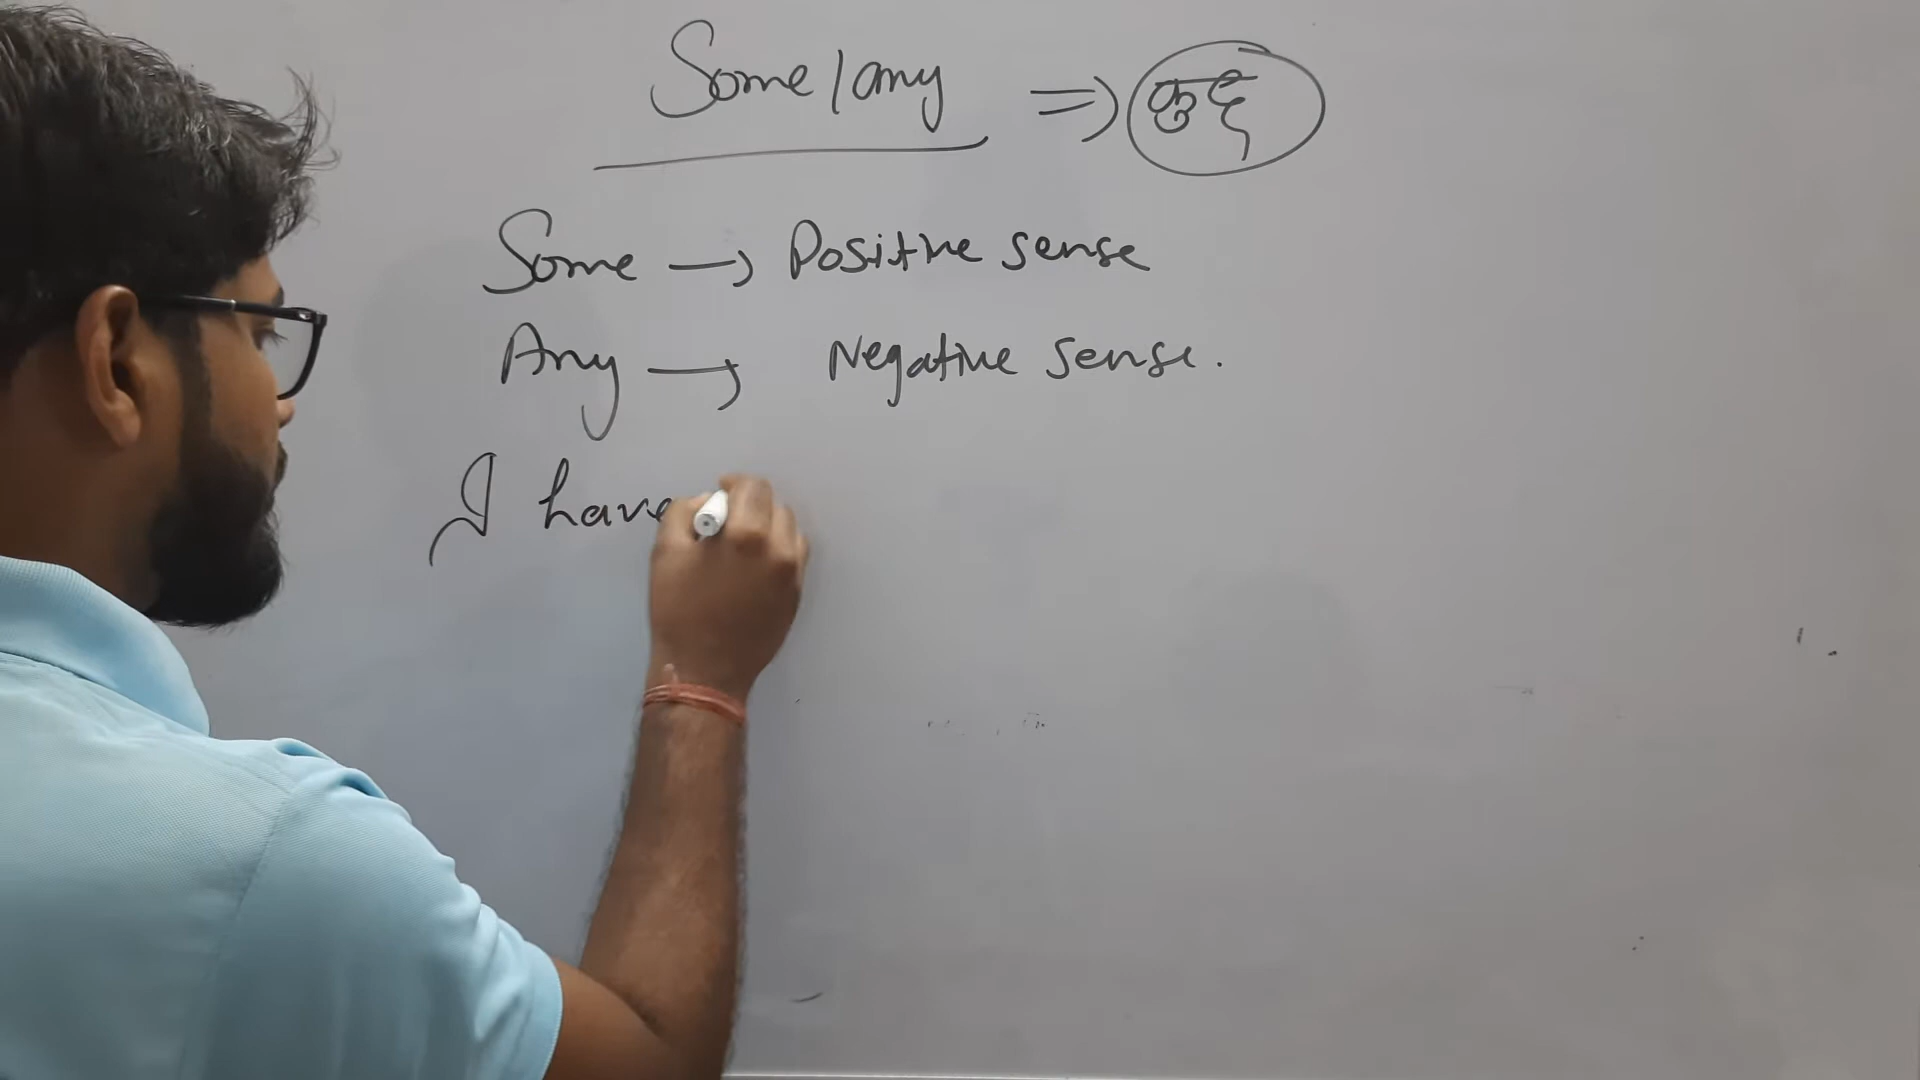 Some/any => कुछ
Some → Positive sense
Any → Negative sense.
I have